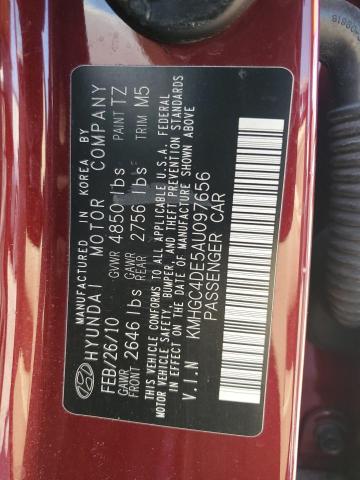 MANUFACTURED IN KOREA BY
HYUNDAI MOTOR COMPANY
FEB/26/10 GVWR 4850 lbs PAINT TZ
GAWR FRONT 2646 lbs GAWR REAR 2756 lbs TRIM M5
THIS VEHICLE CONFORMS TO ALL APPLICABLE U.S.A. FEDERAL
MOTOR VEHICLE SAFETY, BUMPER, AND THEFT PREVENTION STANDARDS
IN EFFECT ON THE DATE OF MANUFACTURE SHOWN ABOVE.
V.I.N KMHGC4DE5AU097656
PASSENGER CAR